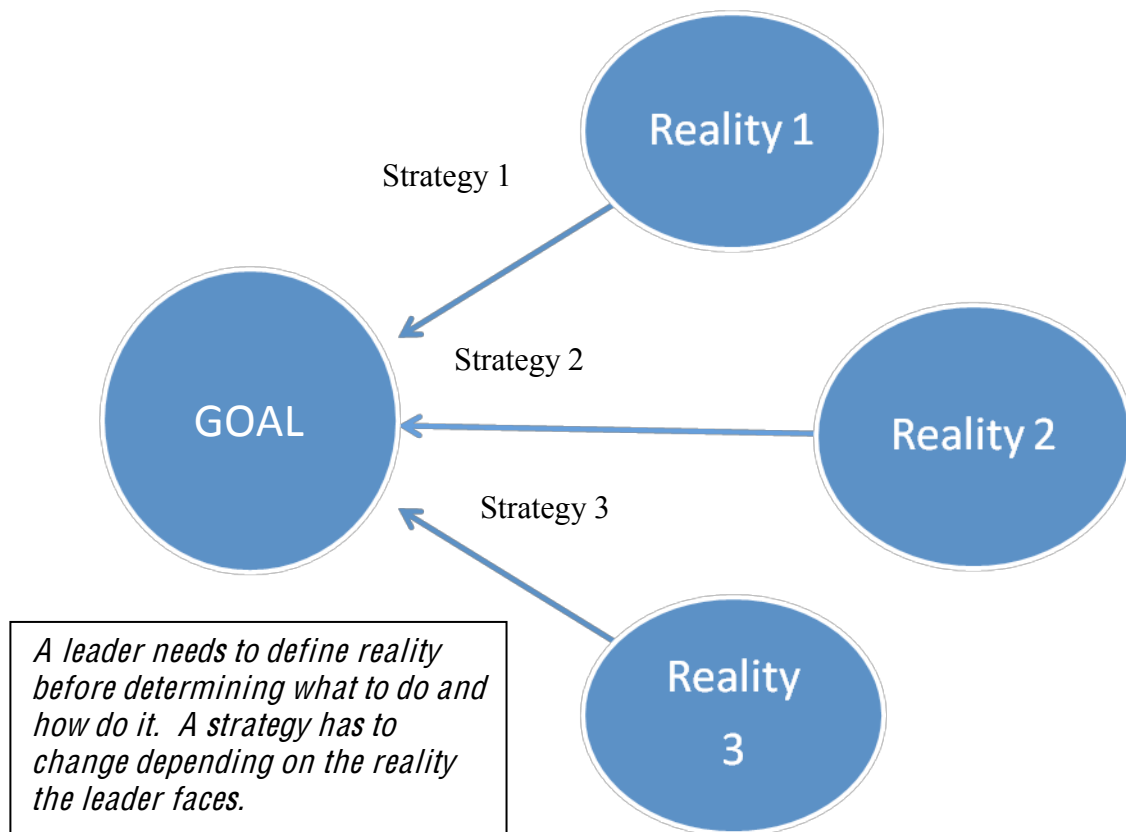 Reality 1
Strategy 1
Strategy 2
GOAL
Reality 2
Strategy 3
Reality
3
A leader needs to define reality
before determining what to do and
how do it.  A strategy has to
change depending on the reality
the leader faces.